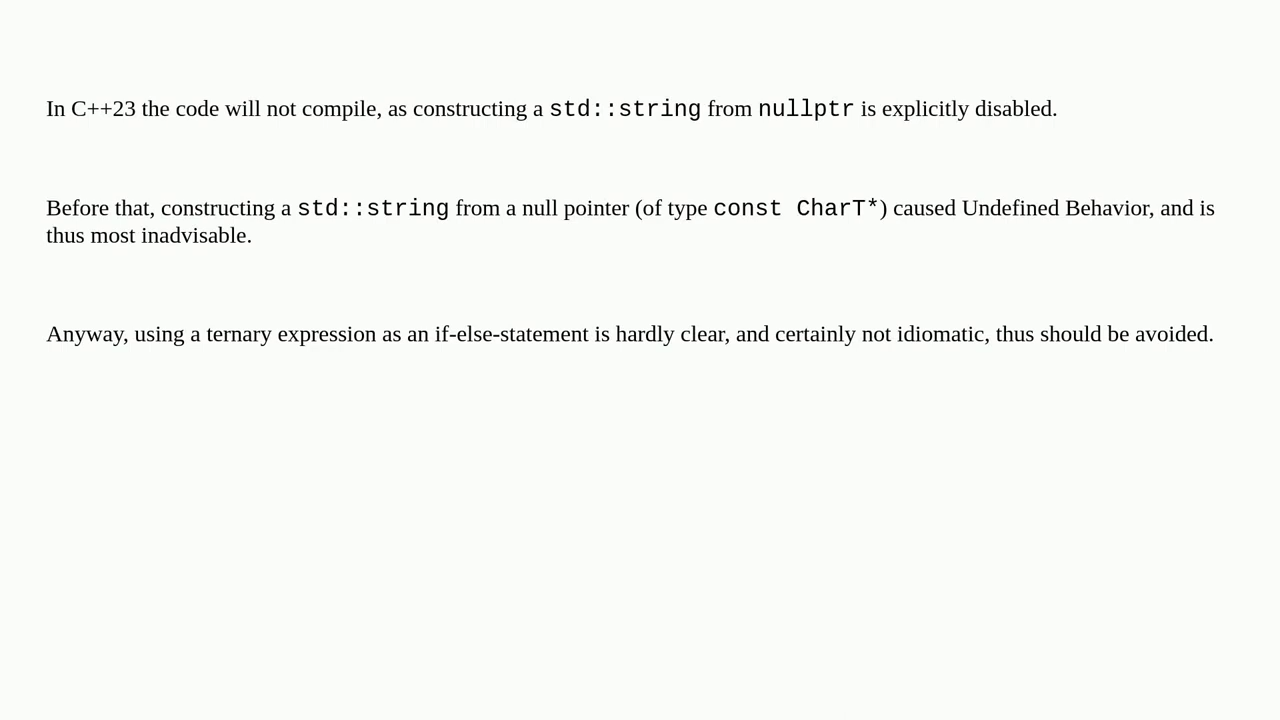 In C++23 the code will not compile, as constructing a std::string from nullptr is explicitly disabled.
Before that, constructing a std::string from a null pointer (of type const CharT*) caused Undefined Behavior, and is
thus most inadvisable.
Anyway, using a ternary expression as an if-else-statement is hardly clear, and certainly not idiomatic, thus should be avoided.